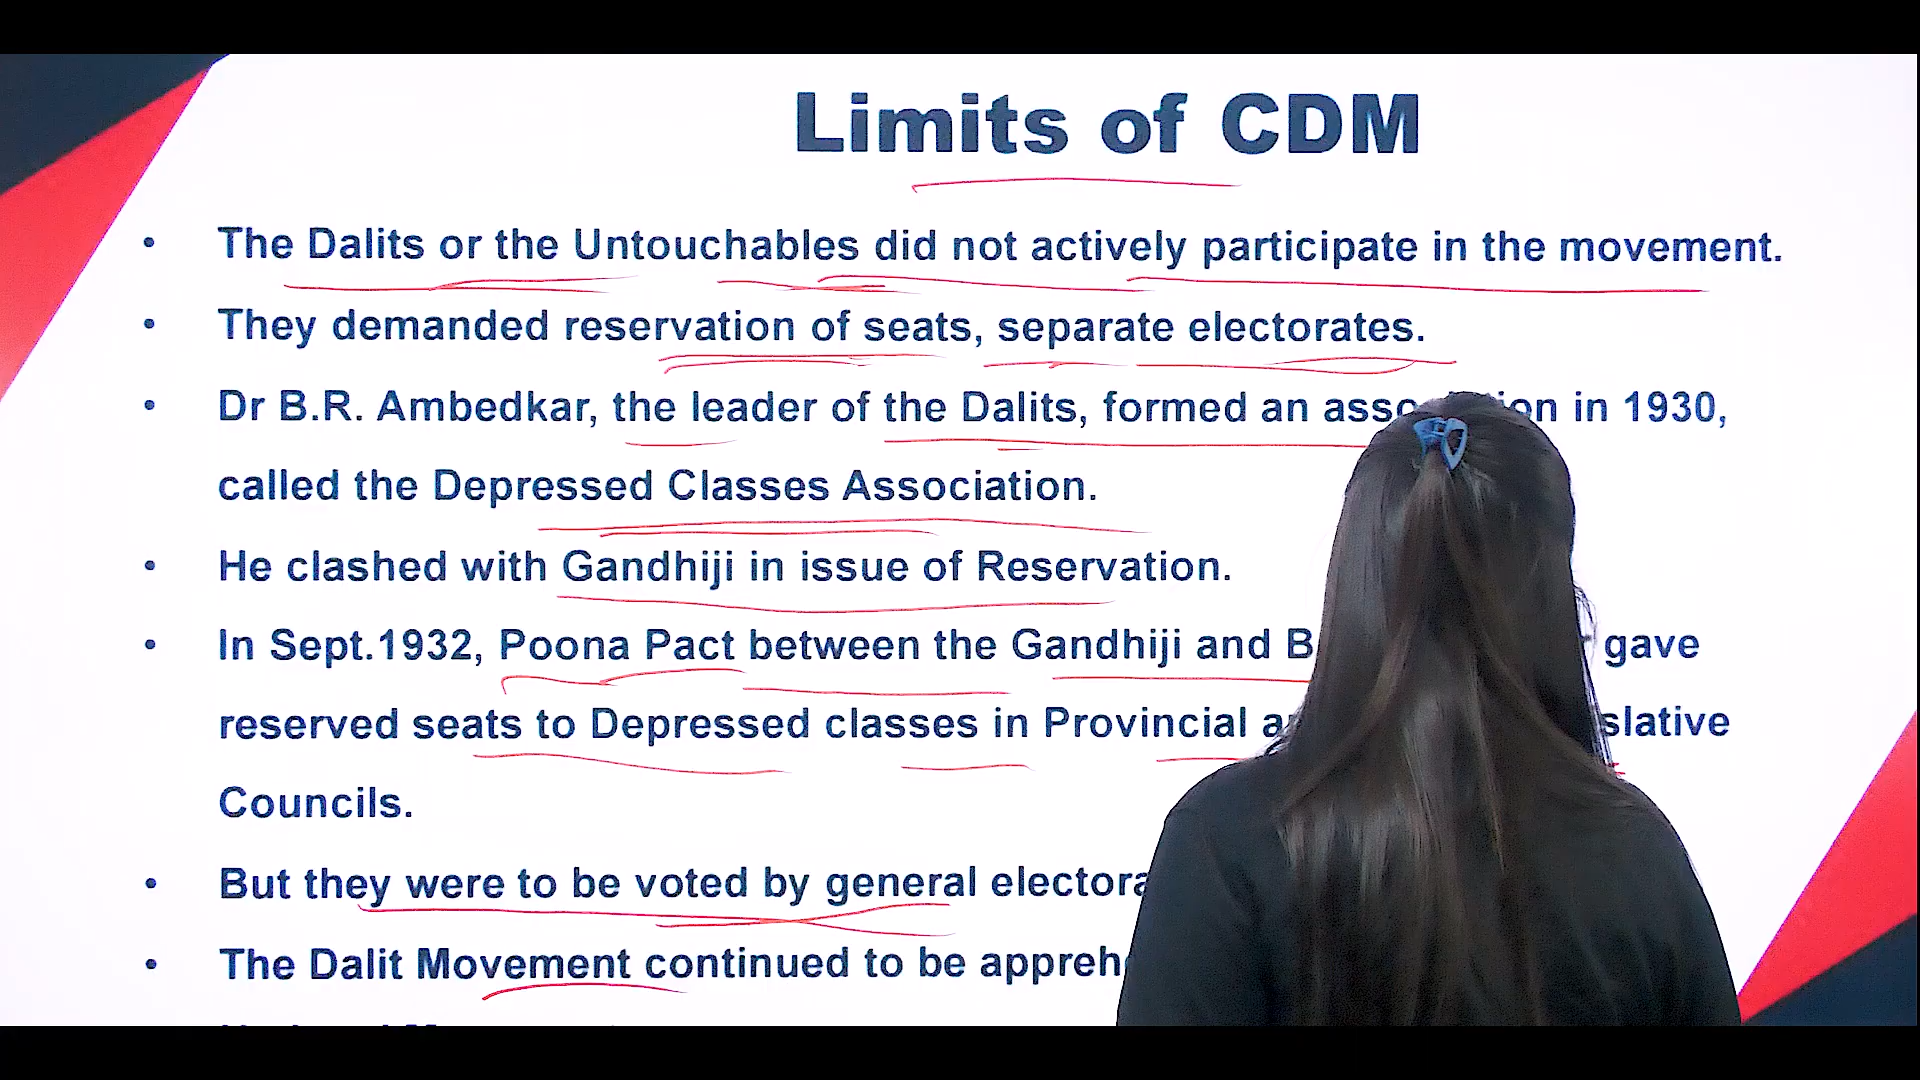 Limits of CDM
• The Dalits or the Untouchables did not actively participate in the movement.
• They demanded reservation of seats, separate electorates.
• Dr B.R. Ambedkar, the leader of the Dalits, formed an in 1930,
called the Depressed Classes Association.
• He clashed with Gandhiji in issue of Reservation.
• In Sept.1932, Poona Pact between the Gandhiji and gave
reserved seats to Depressed classes in Provincial
Councils.
• But they were to be voted by general
• The Dalit Movement continued to be